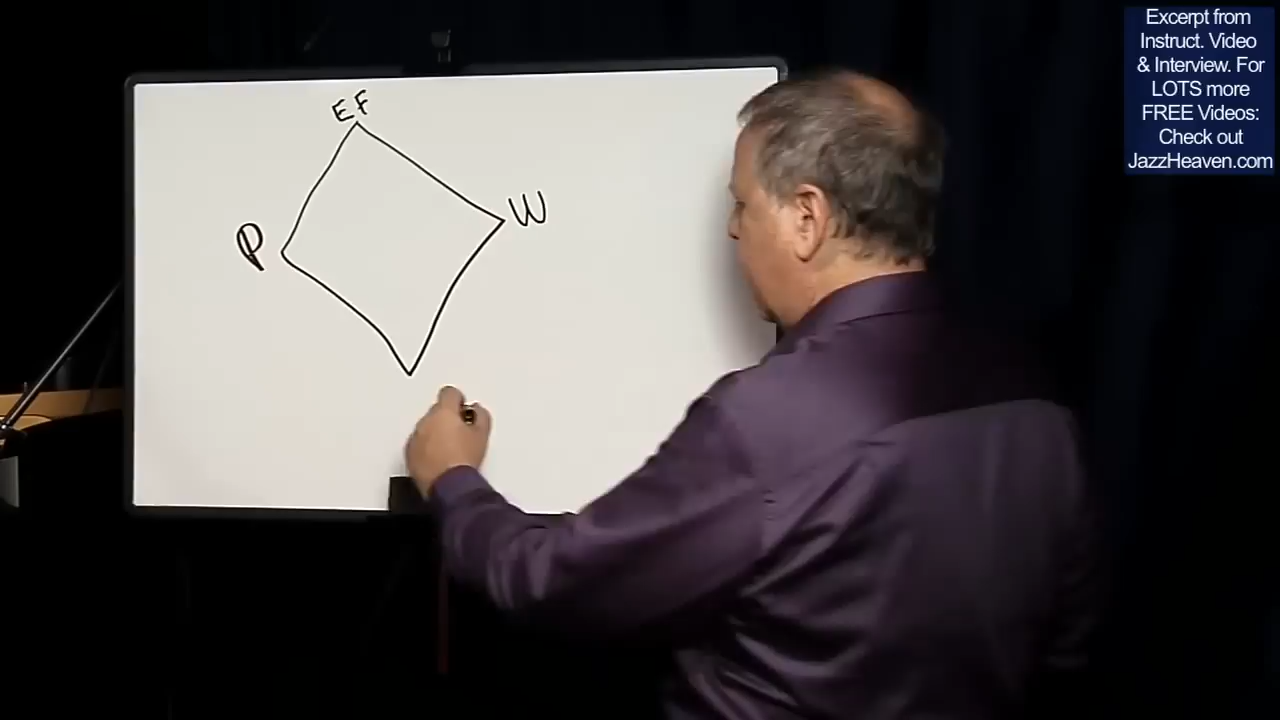 EF
W
P
Excerpt from
Instruct. Video
& Interview. For
LOTS more
FREE Videos:
Check out
JazzHeaven.com